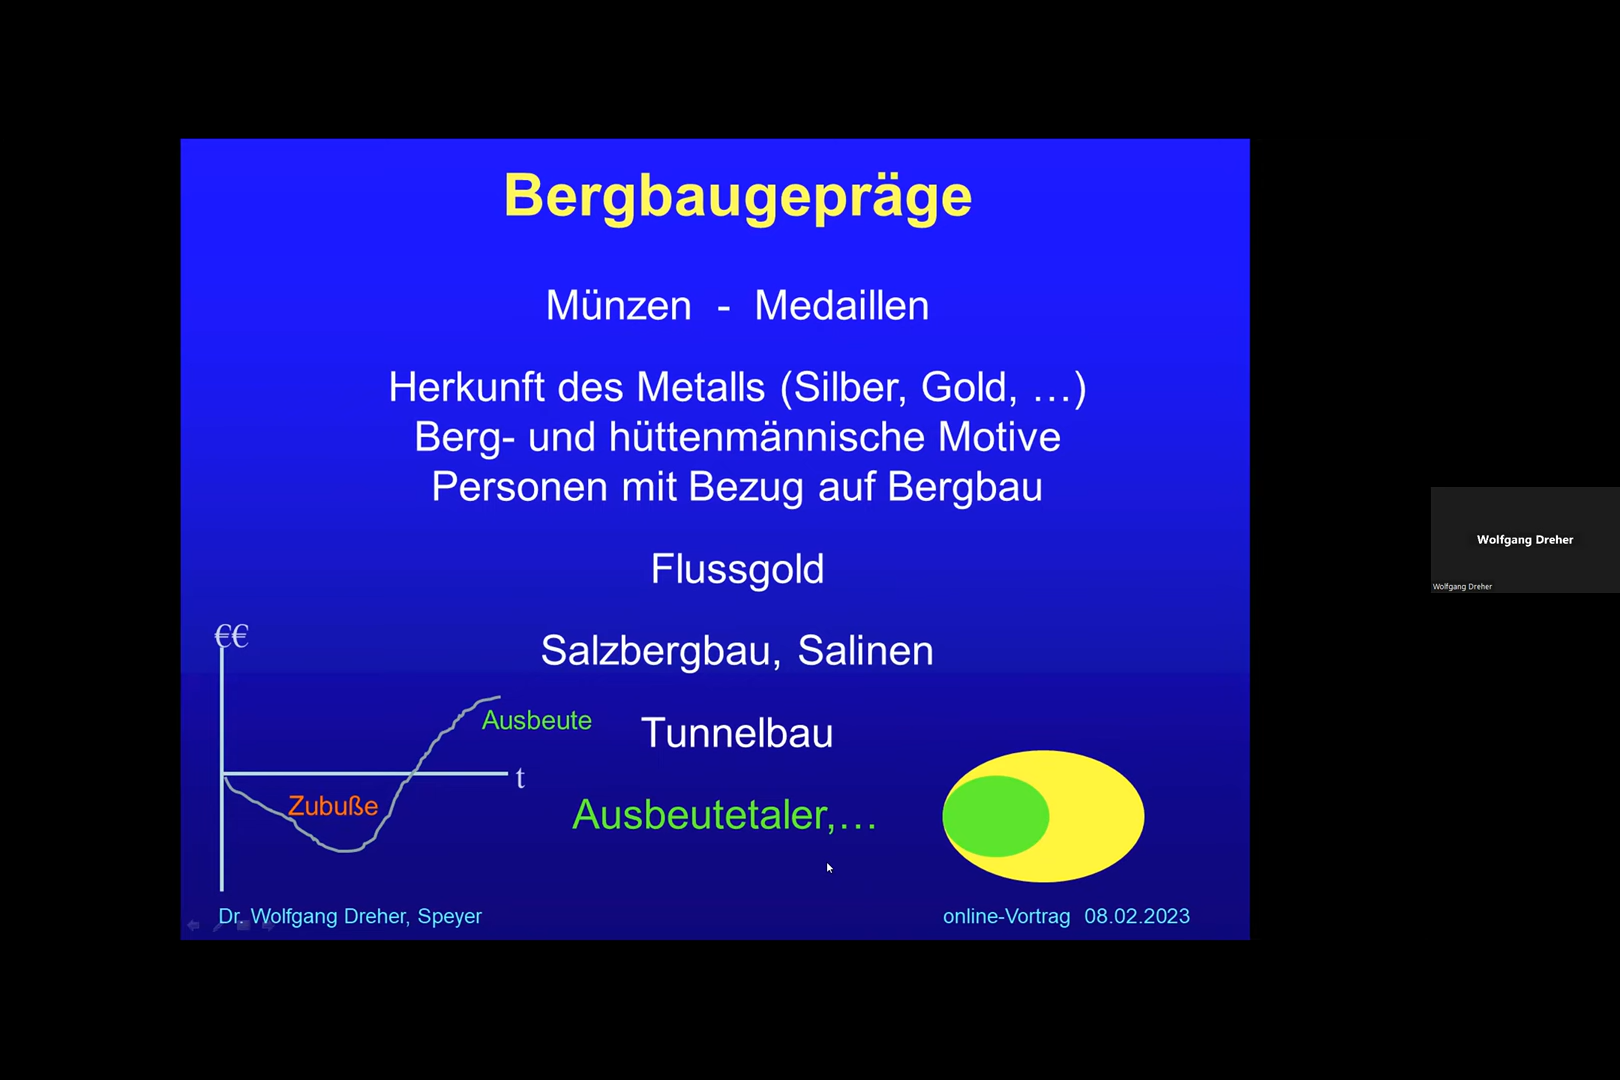 Bergbaugepräge
Münzen - Medaillen
Herkunft des Metalls (Silber, Gold, …)
Berg- und hüttenmännische Motive
Personen mit Bezug auf Bergbau
Flussgold
Salzbergbau, Salinen
Tunnelbau
Ausbeutetaler,…
€€
Ausbeute
t
Zubuße
Dr. Wolfgang Dreher, Speyer
online-Vortrag 08.02.2023
Wolfgang Dreher
Wolfgang Dreher